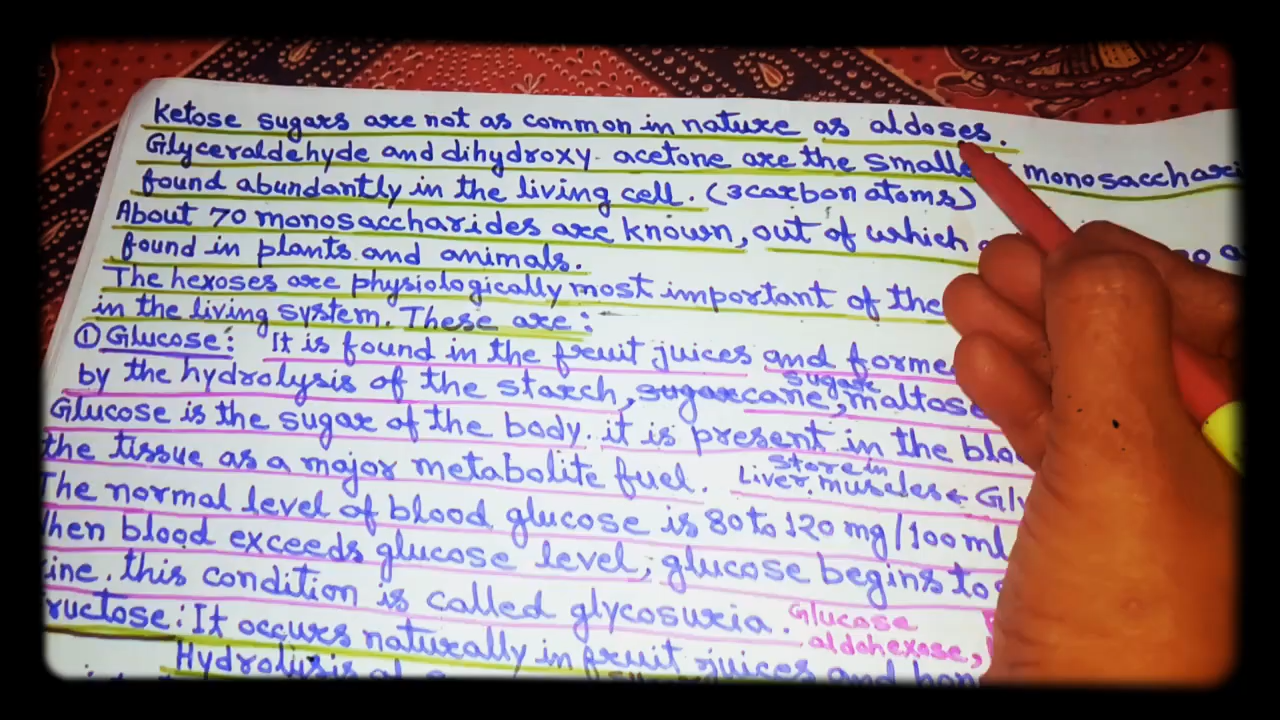 ketose sugars are not as common in nature as aldoses.
Glyceraldehyde and dihydroxy-acetone are the smalle monosacchari
found abundantly in the living cell. (3carbon atoms)
About 70 monosaccharides are known, out of which
found in plants and animals.
The hexoses are physiologically most important of the
in the living system. These are:
① Glucose: It is found in the fruit juices and forme
by the hydrolysis of the starch, sugarcane, maltose
sugar
Glucose is the sugar of the body. it is present in the blo
the tissue as a major metabolite fuel.
store in
Liver, muscles ← Gly
The normal level of blood glucose is 80 to 120 mg/100 ml
hen blood exceeds glucose level, glucose begins to
ine. this condition is called glycosuria.
Glucose
aldohexose,
ructose: It occurs naturally in fruit juices and hon
Hydrolysis of